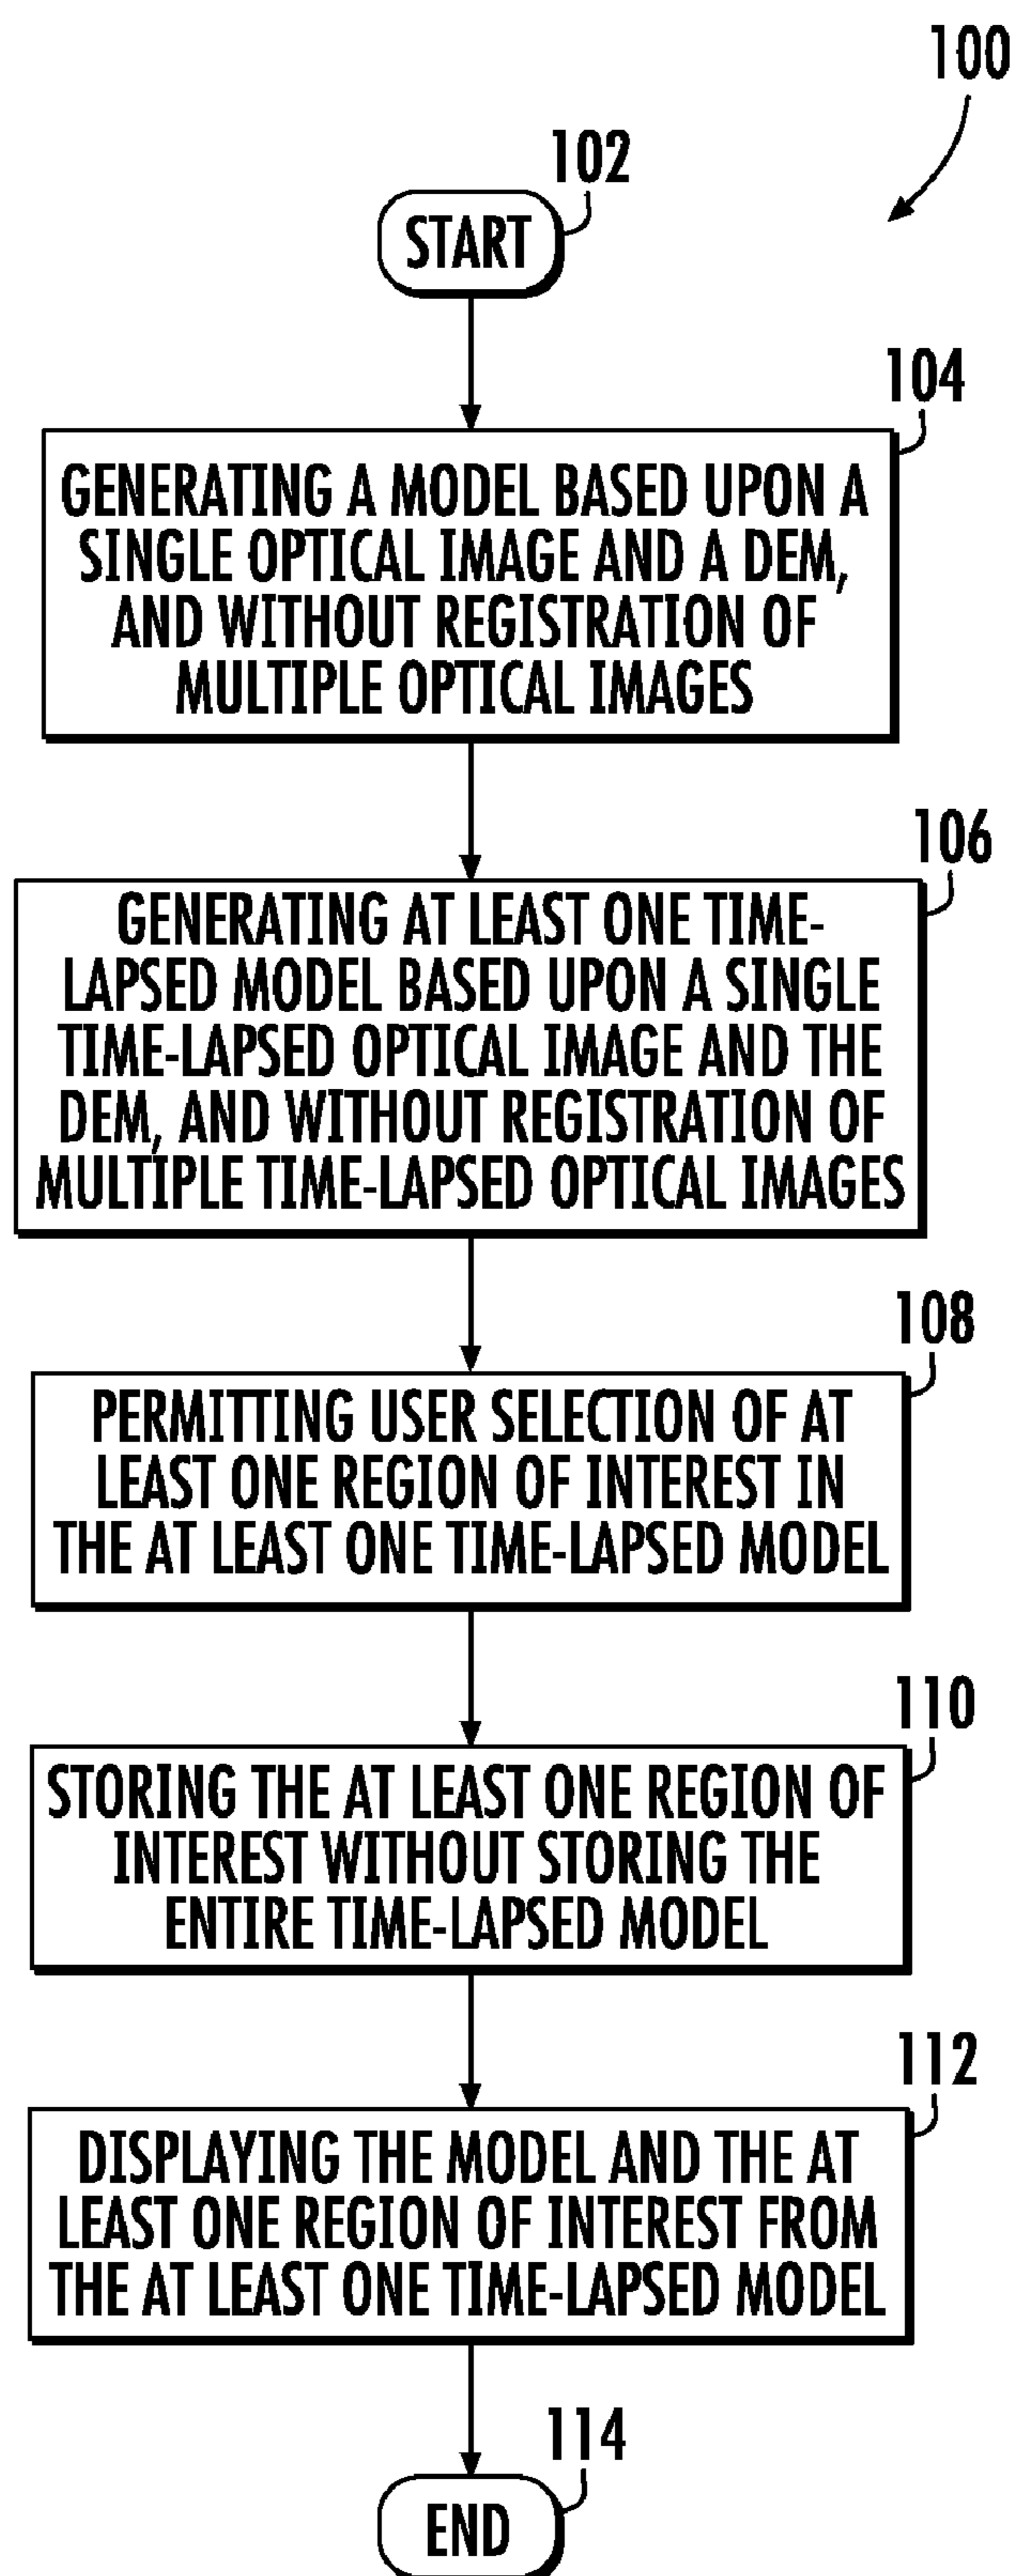 100
102
START
104
GENERATING A MODEL BASED UPON A
SINGLE OPTICAL IMAGE AND A DEM,
AND WITHOUT REGISTRATION OF
MULTIPLE OPTICAL IMAGES
106
GENERATING AT LEAST ONE TIME-
LAPSED MODEL BASED UPON A SINGLE
TIME-LAPSED OPTICAL IMAGE AND THE
DEM, AND WITHOUT REGISTRATION OF
MULTIPLE TIME-LAPSED OPTICAL IMAGES
108
PERMITTING USER SELECTION OF AT
LEAST ONE REGION OF INTEREST IN
THE AT LEAST ONE TIME-LAPSED MODEL
110
STORING THE AT LEAST ONE REGION OF
INTEREST WITHOUT STORING THE
ENTIRE TIME-LAPSED MODEL
112
DISPLAYING THE MODEL AND THE AT
LEAST ONE REGION OF INTEREST FROM
THE AT LEAST ONE TIME-LAPSED MODEL
114
END